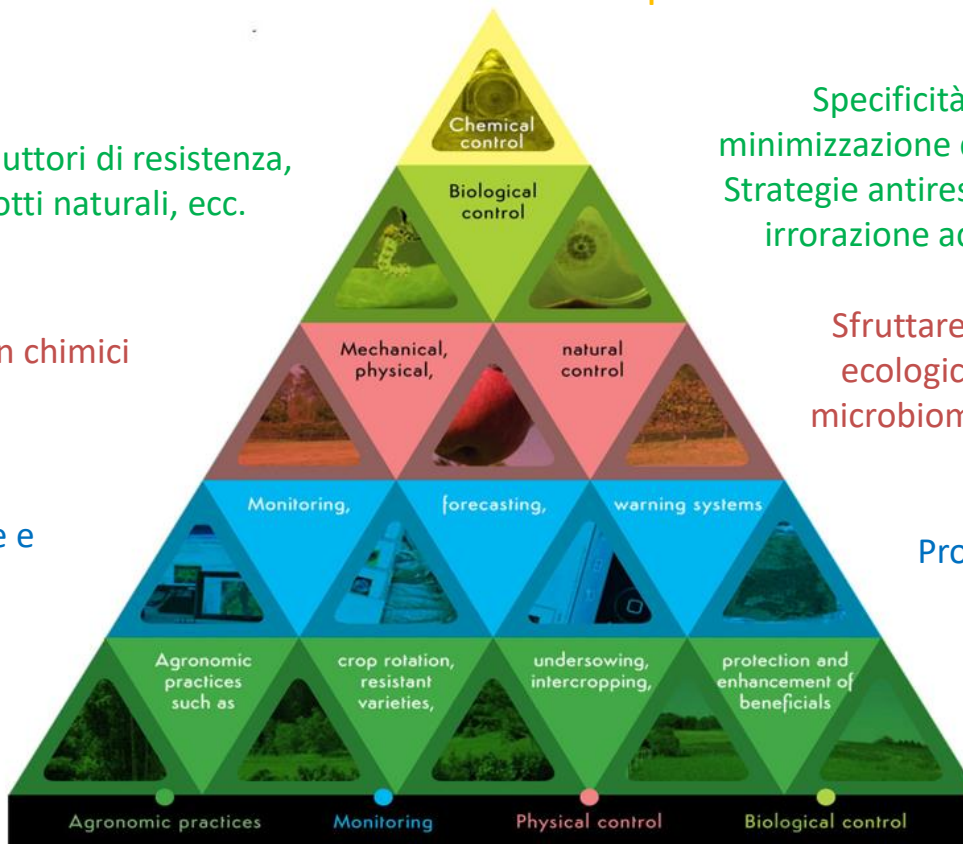 Chemical
control
uttori di resistenza,
otti naturali, ecc.
Specificità
minimizzazione
Strategie antires
irrorazione
Biological
control
n chimici
Mechanical,
physical,
natural
control
Sfruttare
ecologic
microbiom
e e
Monitoring,
forecasting,
warning systems
Pro
Agronomic
practices
such as
crop rotation,
resistant
varieties,
undersowing,
intercropping,
protection and
enhancement of
beneficials
Agronomic practices
Monitoring
Physical control
Biological control